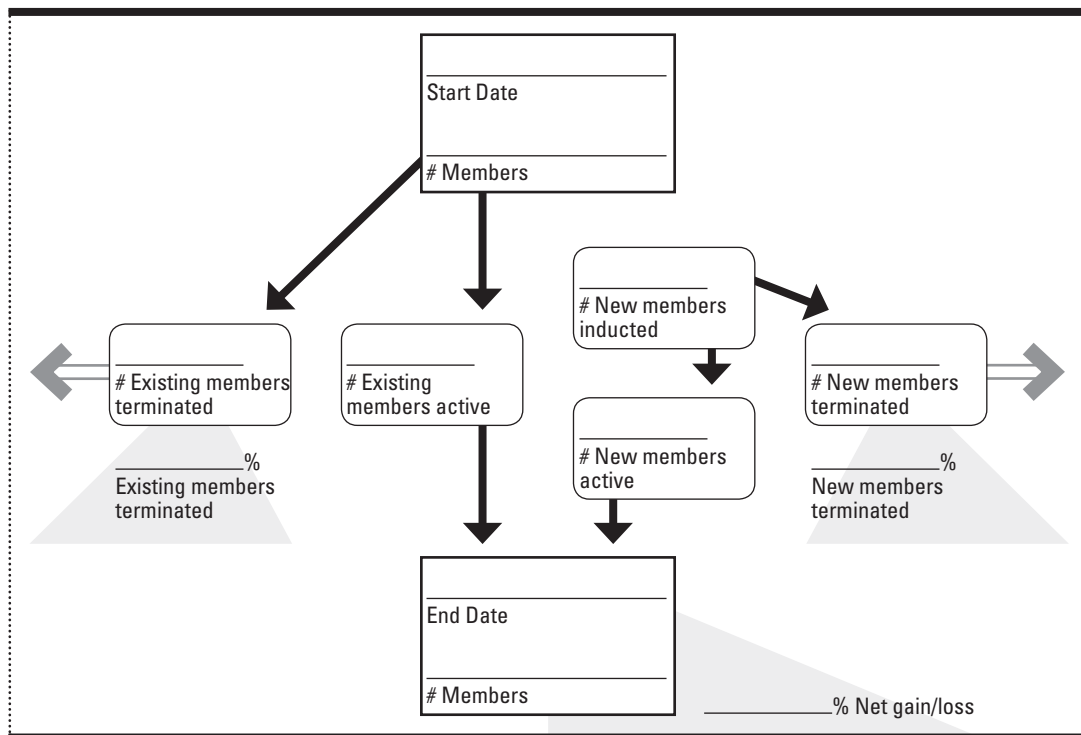 Start Date
# Members
# New members
inducted
# Existing members
terminated
# Existing
members active
# New members
terminated
# New members
active
%
Existing members
terminated
%
New members
terminated
End Date
# Members
% Net gain/loss